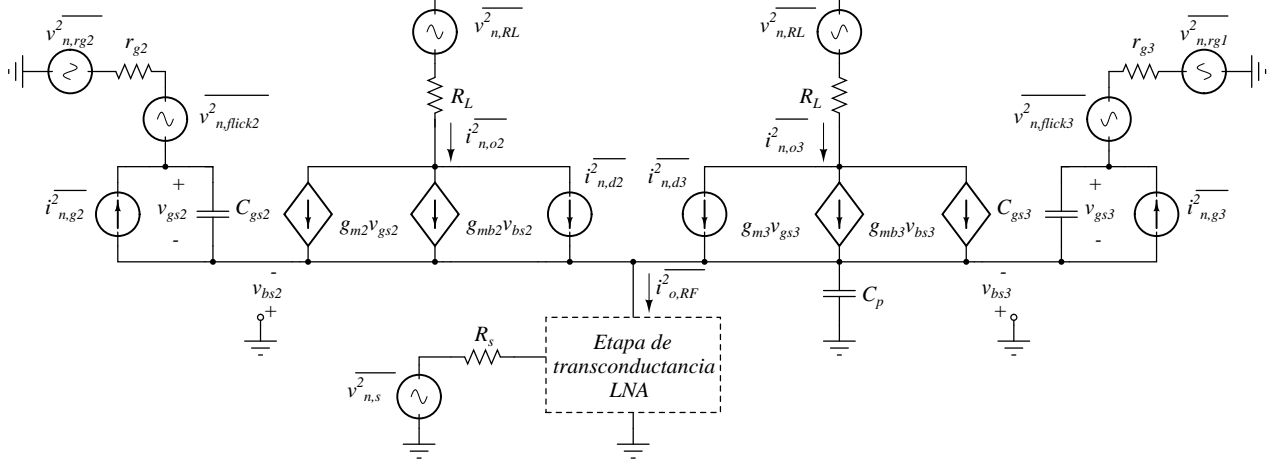 v²n,rg2
rg2
v²n,RL
v²n,RL
rg3
v²n,rg1
v²n,flick2
RL
RL
v²n,flick3
i²n,o2
i²n,o3
i²n,g2
+
vgs2
-
Cgs2
gm2vgs2
gmb2vbs2
i²n,d2
i²n,d3
gm3vgs3
gmb3vbs3
Cgs3
+
vgs3
-
i²n,g3
-
vbs2
+
i²o,RF
Cp
-
vbs3
+
Rs
v²n,s
Etapa de
transconductancia
LNA